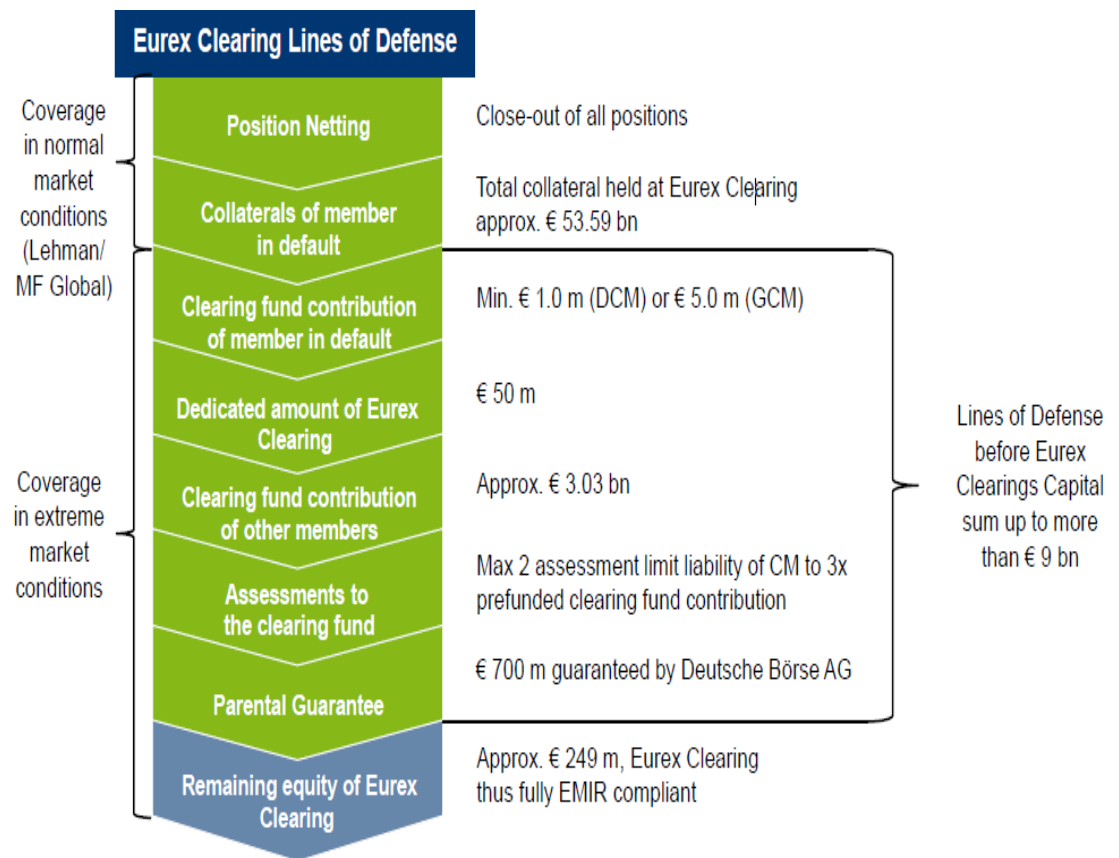 Eurex Clearing Lines of Defense
Coverage
in normal
market
conditions
(Lehman/
MF Global)
Position Netting
Close-out of all positions
Collaterals of member
in default
Total collateral held at Eurex Clearing
approx. € 53.59 bn
Clearing fund contribution
of member in default
Min. € 1.0 m (DCM) or € 5.0 m (GCM)
Dedicated amount of Eurex
Clearing
€ 50 m
Coverage
in extreme
market
conditions
Clearing fund contribution
of other members
Approx. € 3.03 bn
Assessments to
the clearing fund
Max 2 assessment limit liability of CM to 3x
prefunded clearing fund contribution
Parental Guarantee
€ 700 m guaranteed by Deutsche Börse AG
Lines of Defense
before Eurex
Clearings Capital
sum up to more
than € 9 bn
Remaining equity of Eurex
Clearing
Approx. € 249 m, Eurex Clearing
thus fully EMIR compliant